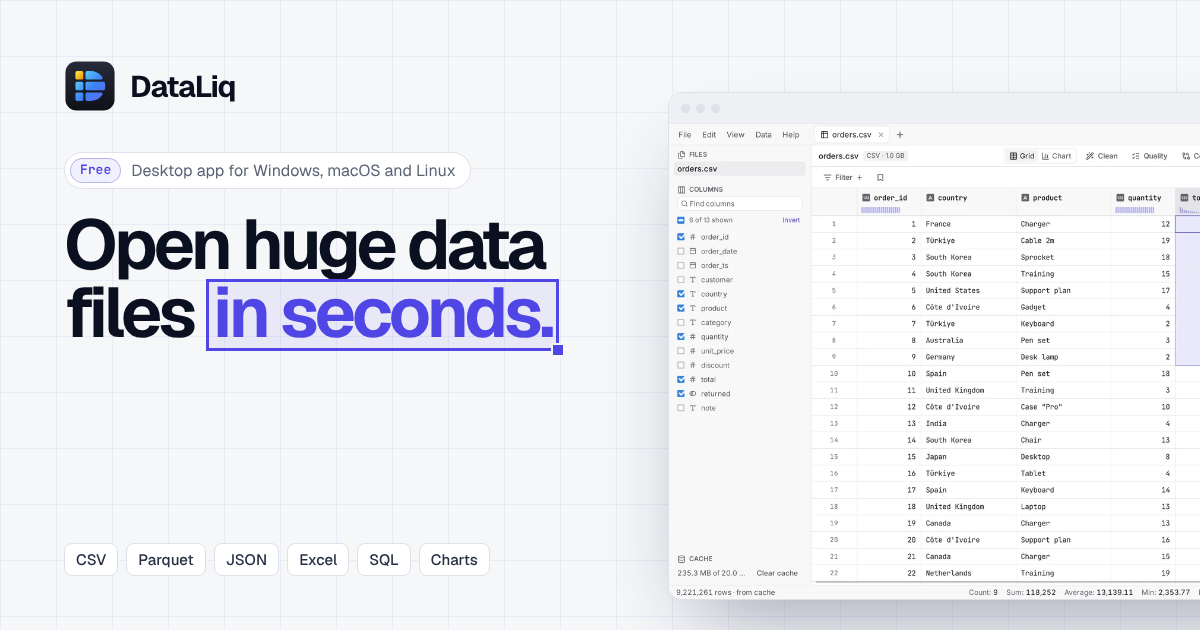 DataLiq
Free Desktop app for Windows, macOS and Linux
Open huge data
files in seconds.
CSV Parquet JSON Excel SQL Charts
File Edit View Data Help
orders.csv × +
FILES
orders.csv
COLUMNS
Find columns
6 of 13 shown Invert
# order_id
order_date
order_ts
T customer
T country
T product
T category
# quantity
# unit_price
# discount
# total
returned
T note
CACHE
235.3 MB of 20.0 ... Clear cache
orders.csv CSV · 1.0 GB Grid Chart Clean Quality
Filter +
order_id country product quantity
1 1 France Charger 12
2 2 Türkiye Cable 2m 19
3 3 South Korea Sprocket 18
4 4 South Korea Training 15
5 5 United States Support plan 17
6 6 Côte d'Ivoire Gadget 4
7 7 Türkiye Keyboard 2
8 8 Australia Pen set 3
9 9 Germany Desk lamp 2
10 10 Spain Pen set 18
11 11 United Kingdom Training 3
12 12 Côte d'Ivoire Case "Pro" 10
13 13 India Charger 4
14 14 South Korea Chair 13
15 15 Japan Desktop 8
16 16 Türkiye Tablet 4
17 17 Spain Keyboard 14
18 18 United Kingdom Laptop 13
19 19 Canada Charger 13
20 20 Côte d'Ivoire Support plan 16
21 21 Canada Charger 15
22 22 Netherlands Training 19
9,221,261 rows · from cache Count: 9 Sum: 118,252 Average: 13,139.11 Min: 2,353.77